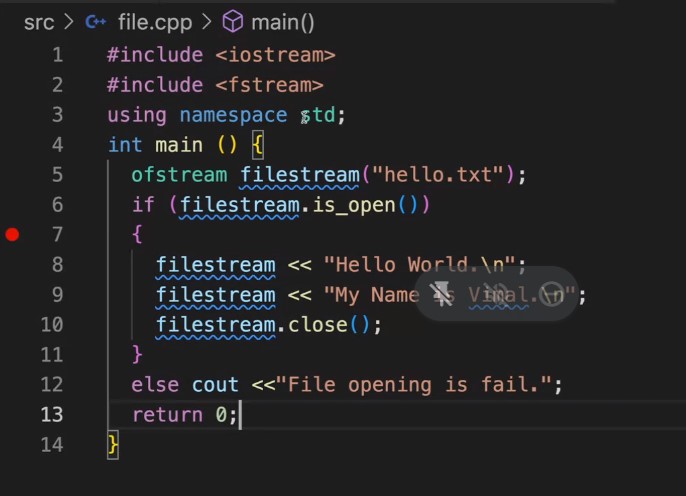 src > file.cpp > main()
1 #include <iostream>
2 #include <fstream>
3 using namespace std;
4 int main () {
5 ofstream filestream("hello.txt");
6 if (filestream.is_open())
7 {
8 filestream << "Hello World.\n";
9 filestream << "My Name is Vimal.\n";
10 filestream.close();
11 }
12 else cout <<"File opening is fail.";
13 return 0;
14 }